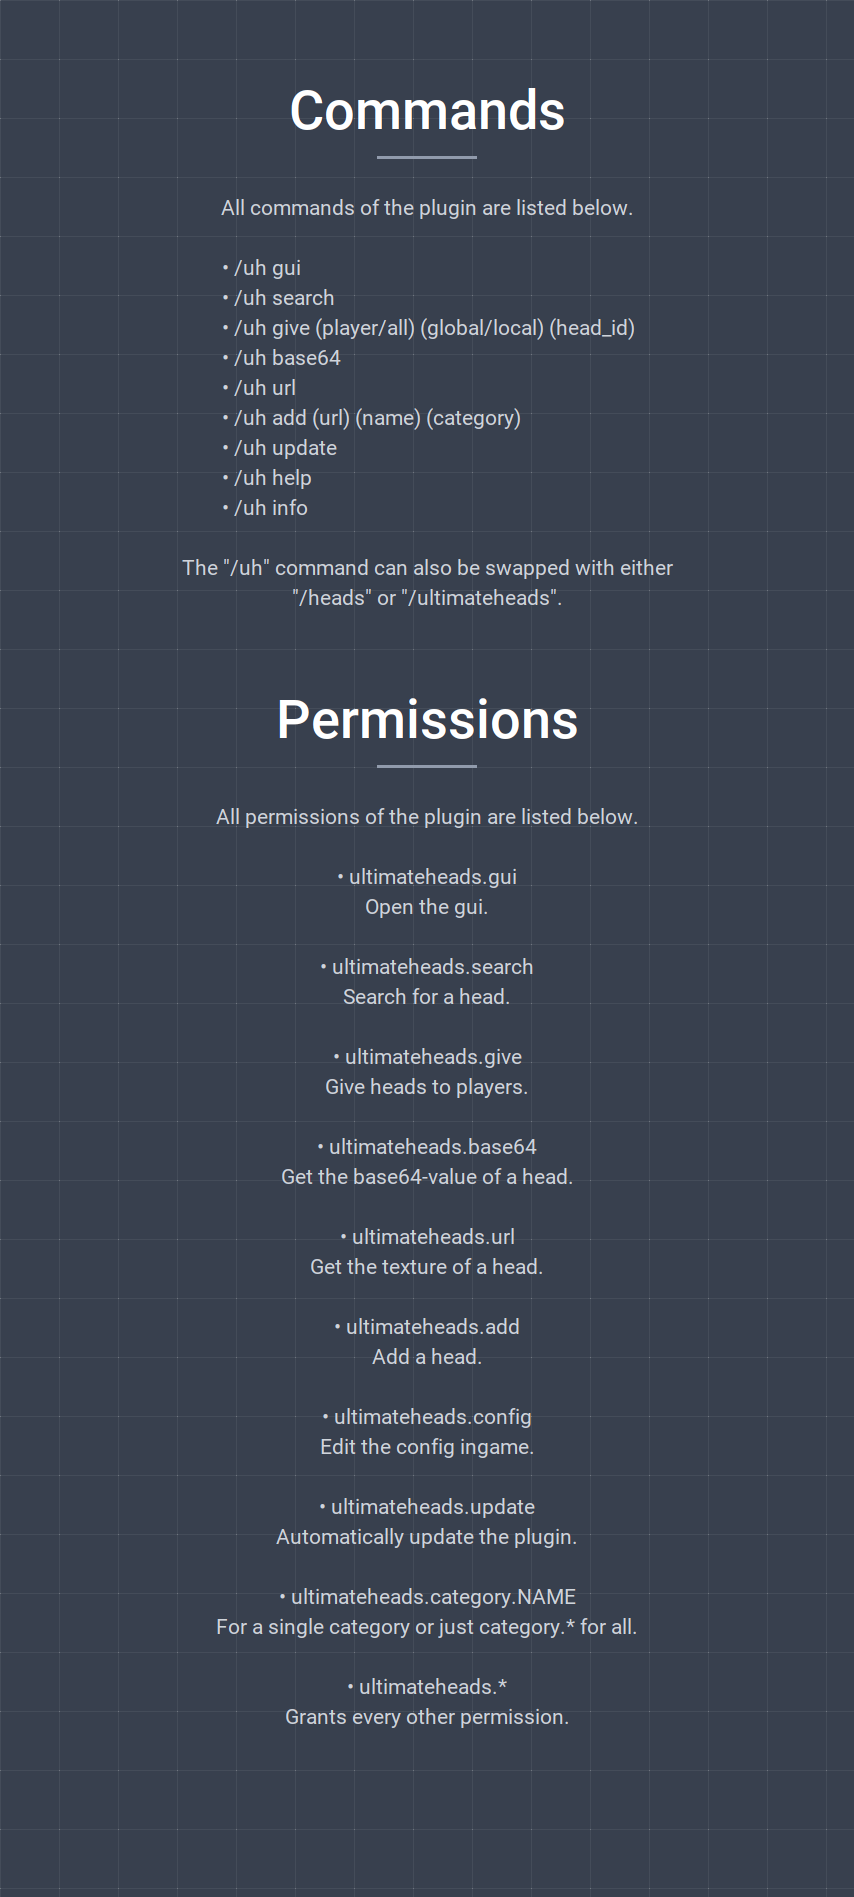 Commands
All commands of the plugin are listed below.
• /uh gui
• /uh search
• /uh give (player/all) (global/local) (head_id)
• /uh base64
• /uh url
• /uh add (url) (name) (category)
• /uh update
• /uh help
• /uh info
The "/uh" command can also be swapped with either
"/heads" or "/ultimateheads".
Permissions
All permissions of the plugin are listed below.
• ultimateheads.gui
Open the gui.
• ultimateheads.search
Search for a head.
• ultimateheads.give
Give heads to players.
• ultimateheads.base64
Get the base64-value of a head.
• ultimateheads.url
Get the texture of a head.
• ultimateheads.add
Add a head.
• ultimateheads.config
Edit the config ingame.
• ultimateheads.update
Automatically update the plugin.
• ultimateheads.category.NAME
For a single category or just category.* for all.
• ultimateheads.*
Grants every other permission.